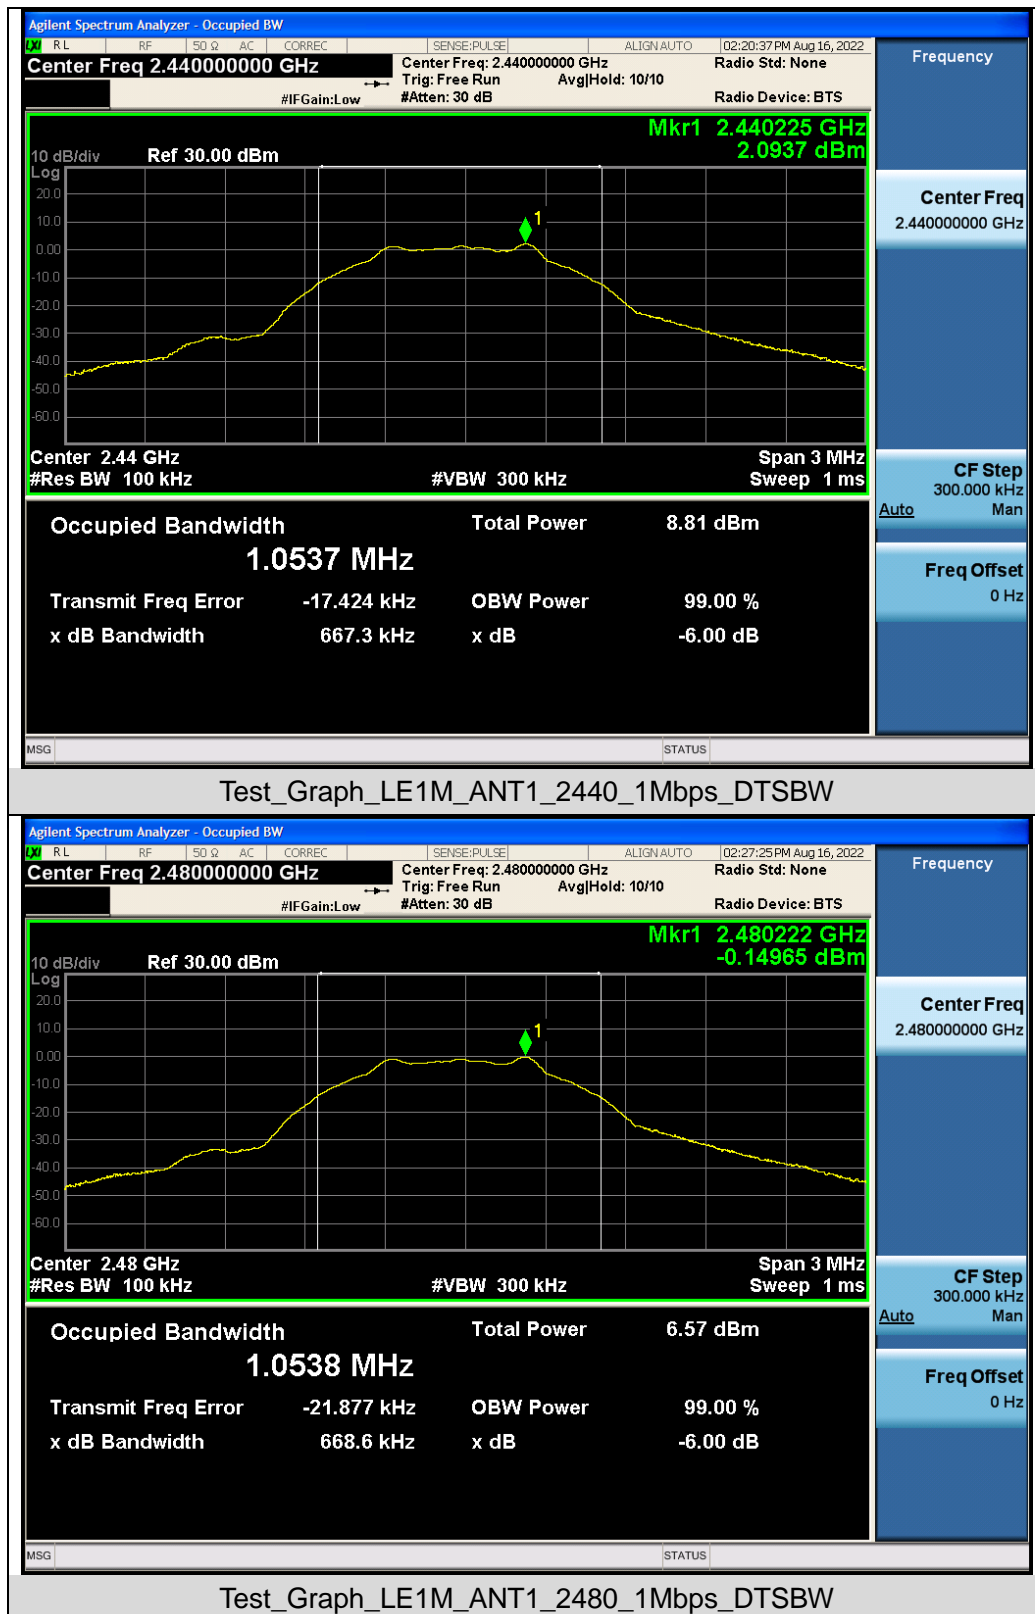 Agilent Spectrum Analyzer - Occupied BW
LXI RL RF 50 Ω AC CORREC SENSE:PULSE ALIGN AUTO 02:20:37 PM Aug 16, 2022
Center Freq 2.440000000 GHz
Center Freq: 2.440000000 GHz
Radio Std: None
Trig: Free Run Avg|Hold: 10/10
#IFGain:Low #Atten: 30 dB Radio Device: BTS
Frequency
Mkr1 2.440225 GHz
2.0937 dBm
10 dB/div Ref 30.00 dBm
Log
20.0
10.0
0.00
-10.0
-20.0
-30.0
-40.0
-50.0
-60.0
1
Center 2.44 GHz Span 3 MHz
#Res BW 100 kHz #VBW 300 kHz Sweep 1 ms
Center Freq
2.440000000 GHz
CF Step
300.000 kHz
Auto Man
Freq Offset
0 Hz
Occupied Bandwidth Total Power 8.81 dBm
1.0537 MHz
Transmit Freq Error -17.424 kHz OBW Power 99.00 %
x dB Bandwidth 667.3 kHz x dB -6.00 dB
MSG STATUS
Test_Graph_LE1M_ANT1_2440_1Mbps_DTSBW
Agilent Spectrum Analyzer - Occupied BW
LXI RL RF 50 Ω AC CORREC SENSE:PULSE ALIGN AUTO 02:27:25 PM Aug 16, 2022
Center Freq 2.480000000 GHz
Center Freq: 2.480000000 GHz
Radio Std: None
Trig: Free Run Avg|Hold: 10/10
#IFGain:Low #Atten: 30 dB Radio Device: BTS
Frequency
Mkr1 2.480222 GHz
-0.14965 dBm
10 dB/div Ref 30.00 dBm
Log
20.0
10.0
0.00
-10.0
-20.0
-30.0
-40.0
-50.0
-60.0
1
Center 2.48 GHz Span 3 MHz
#Res BW 100 kHz #VBW 300 kHz Sweep 1 ms
Center Freq
2.480000000 GHz
CF Step
300.000 kHz
Auto Man
Freq Offset
0 Hz
Occupied Bandwidth Total Power 6.57 dBm
1.0538 MHz
Transmit Freq Error -21.877 kHz OBW Power 99.00 %
x dB Bandwidth 668.6 kHz x dB -6.00 dB
MSG STATUS
Test_Graph_LE1M_ANT1_2480_1Mbps_DTSBW